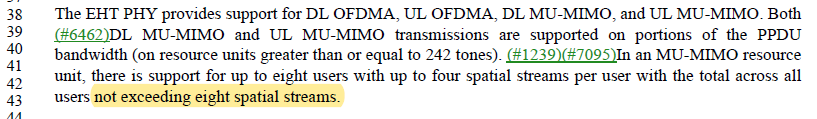 38 The EHT PHY provides support for DL OFDMA, UL OFDMA, DL MU-MIMO, and UL MU-MIMO. Both
39 (#6462)DL MU-MIMO and UL MU-MIMO transmissions are supported on portions of the PPDU
40 bandwidth (on resource units greater than or equal to 242 tones). (#1239)(#7095)In an MU-MIMO resource
41
42 unit, there is support for up to eight users with up to four spatial streams per user with the total across all
43 users not exceeding eight spatial streams.